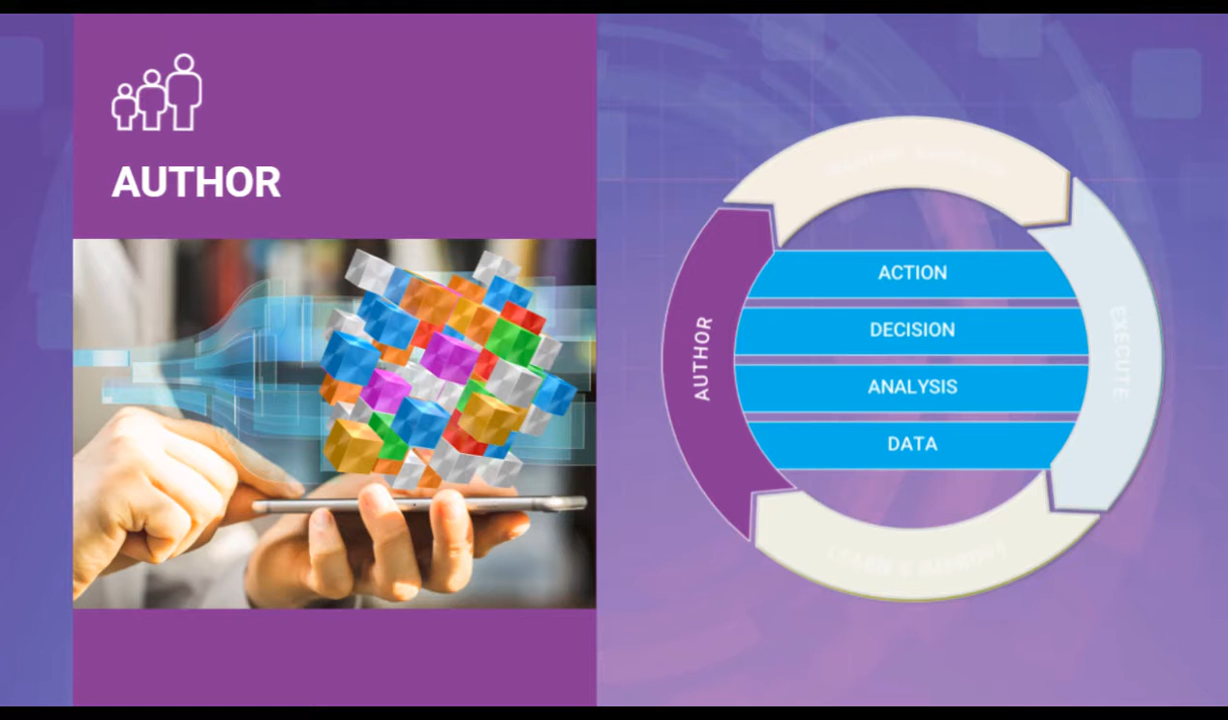 AUTHOR
AUTHOR
ACTION
DECISION
ANALYSIS
DATA
EXECUTE